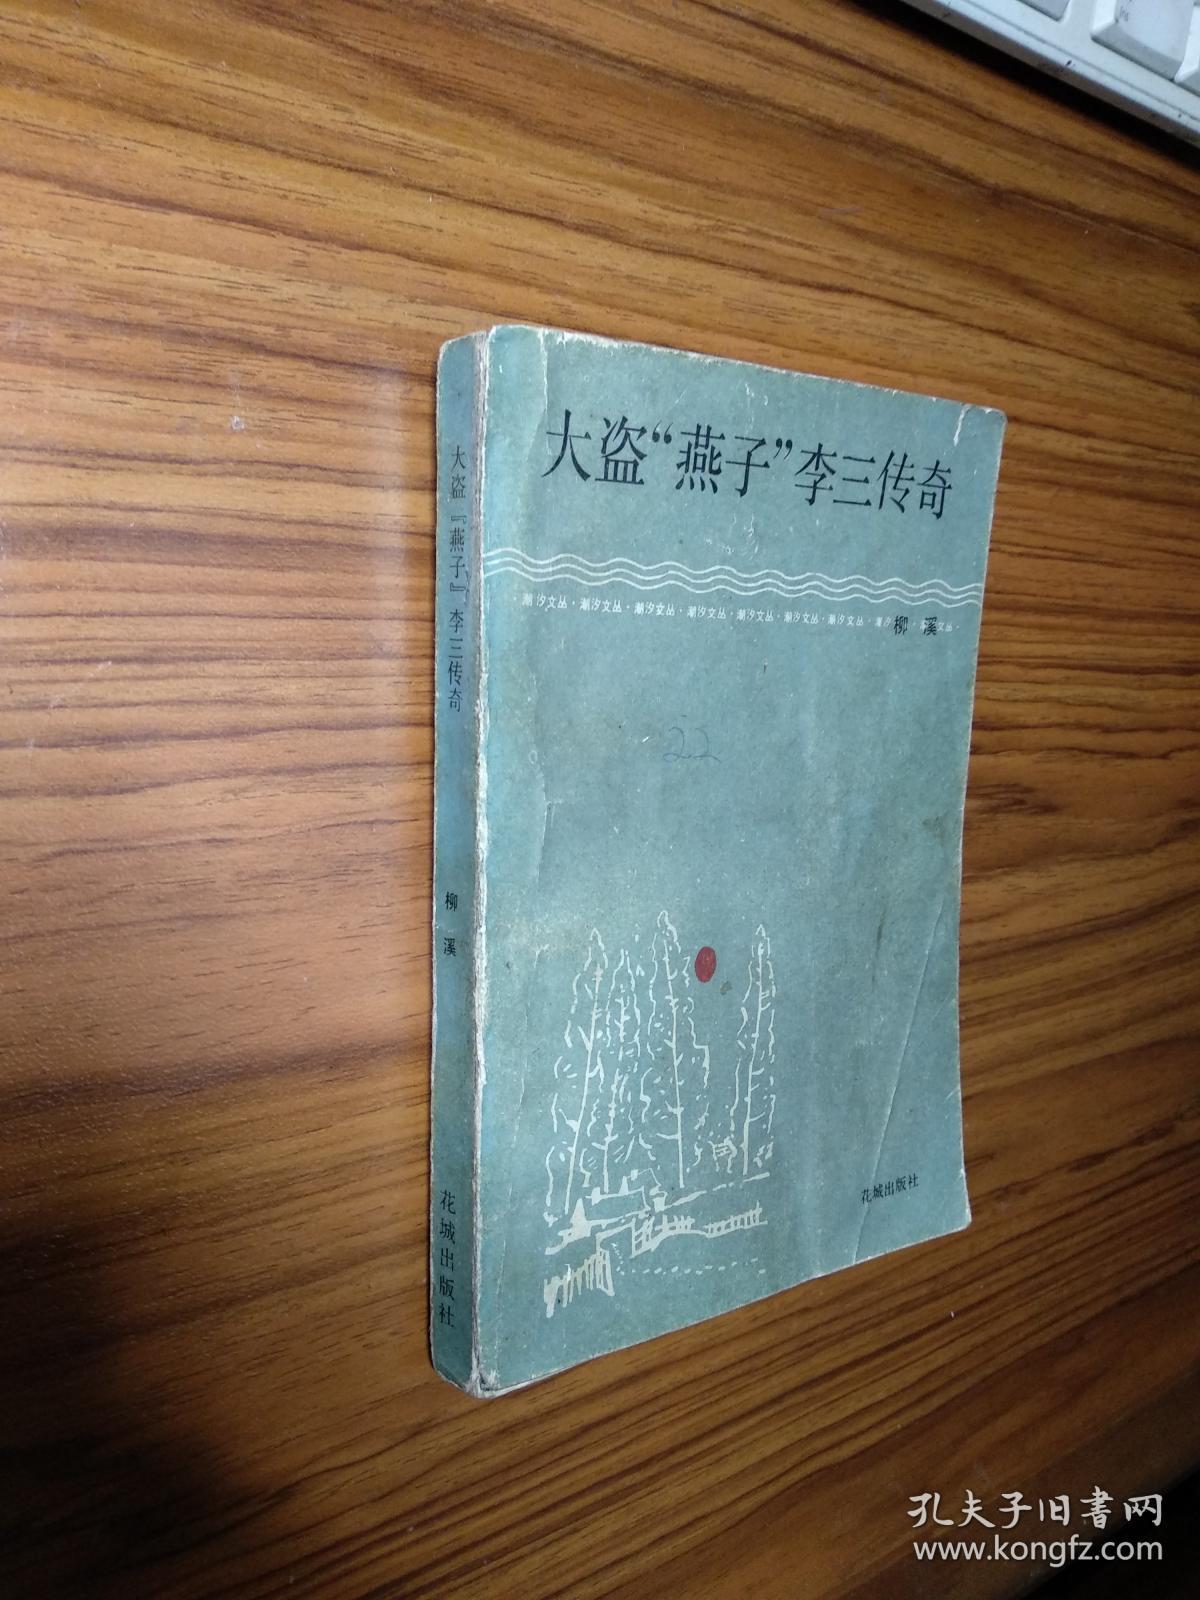 大盗“燕子”李三传奇
·潮汐文丛·潮汐文丛·潮汐文丛·潮汐文丛·潮汐文丛·潮汐文丛·潮汐文丛·潮汐
文丛·
柳溪
22
花城出版社
大盗『燕子』李三传奇
柳溪
花城出版社
孔夫子旧书网
www.kongfz.com